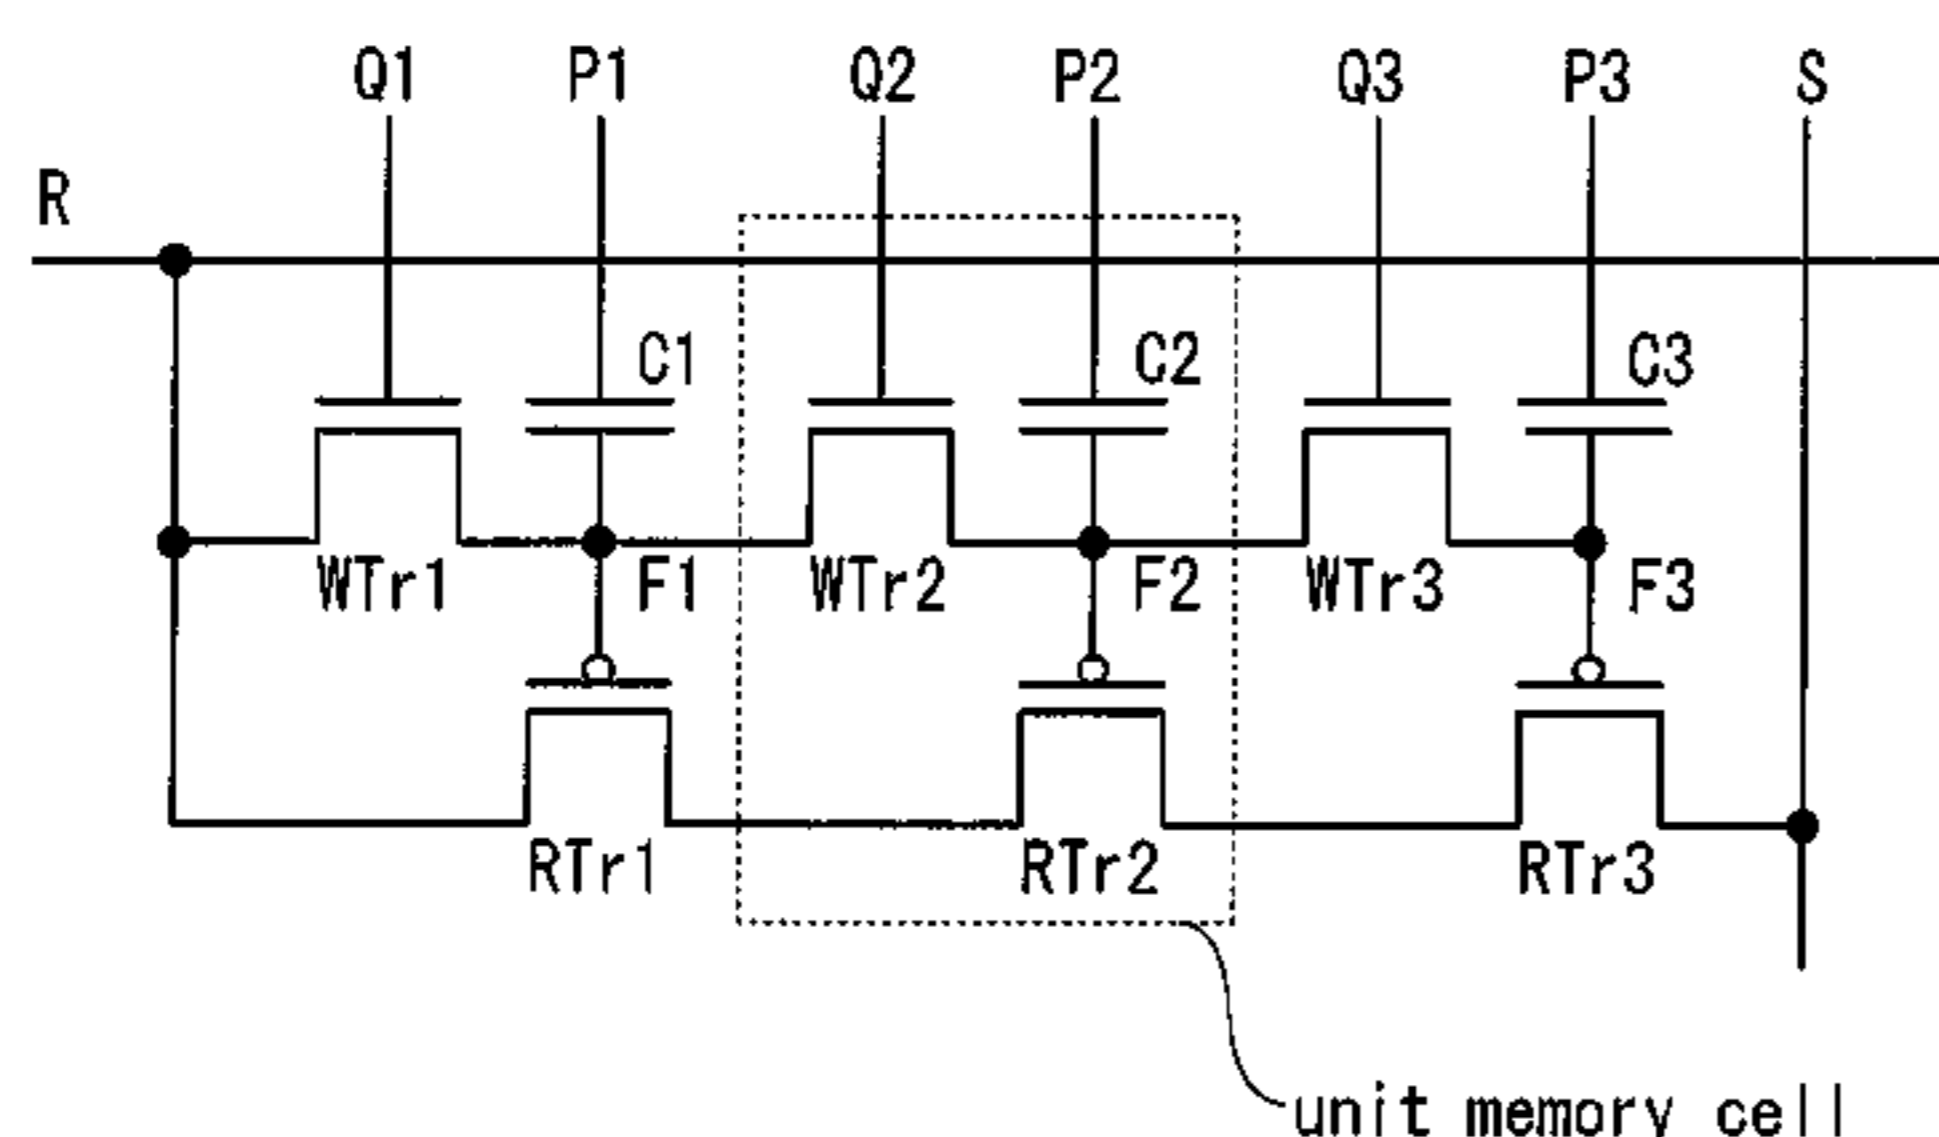 Q1 P1 Q2 P2 Q3 P3 S
R
C1 C2 C3
WTr1 F1 WTr2 F2 WTr3 F3
RTr1 RTr2 RTr3
unit memory cell